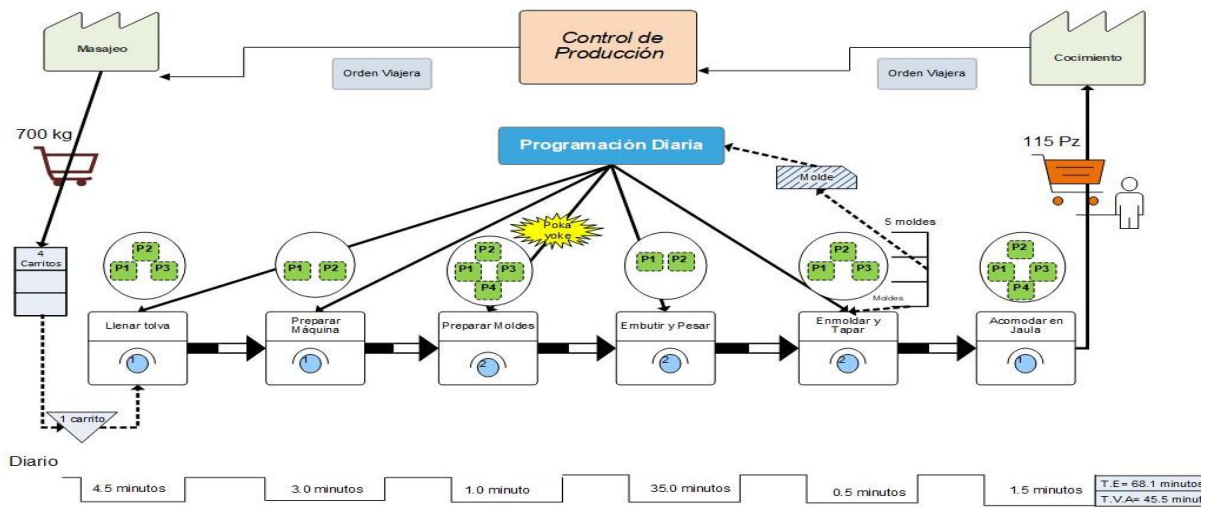 Masajeo
Control de
Producción
Cocimiento
Orden Viajera
Orden Viajera
700 kg
Programación Diaria
Molde
115 Pz
Poka
yoke
5 moldes
4
Carritos
P2
P1 P3
P1 P2
P2
P1 P3
P4
P1 P2
P2
P1 P3
Moldes
P2
P1 P3
P4
Llenar tolva
Preparar
Máquina
Preparar Moldes
Embutir y Pesar
Enmoldar y
Tapar
Acomodar en
Jaula
1
1
2
2
2
1
1 carrito
Diario
4.5 minutos
3.0 minutos
1.0 minuto
35.0 minutos
0.5 minutos
1.5 minutos
T.E= 68.1 minutos
T.V.A= 45.5 minut